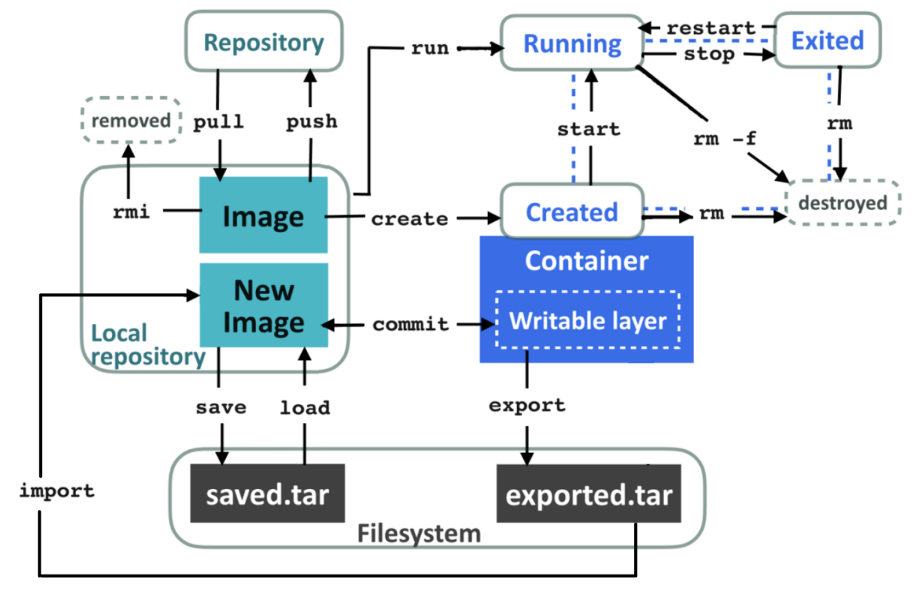 Repository
run
Running
restart
stop
Exited
removed
pull
push
start
rm -f
rm
rmi
Image
create
Created
rm
destroyed
Container
New
Image
commit
Writable layer
Local
repository
save
load
export
import
saved.tar
exported.tar
Filesystem